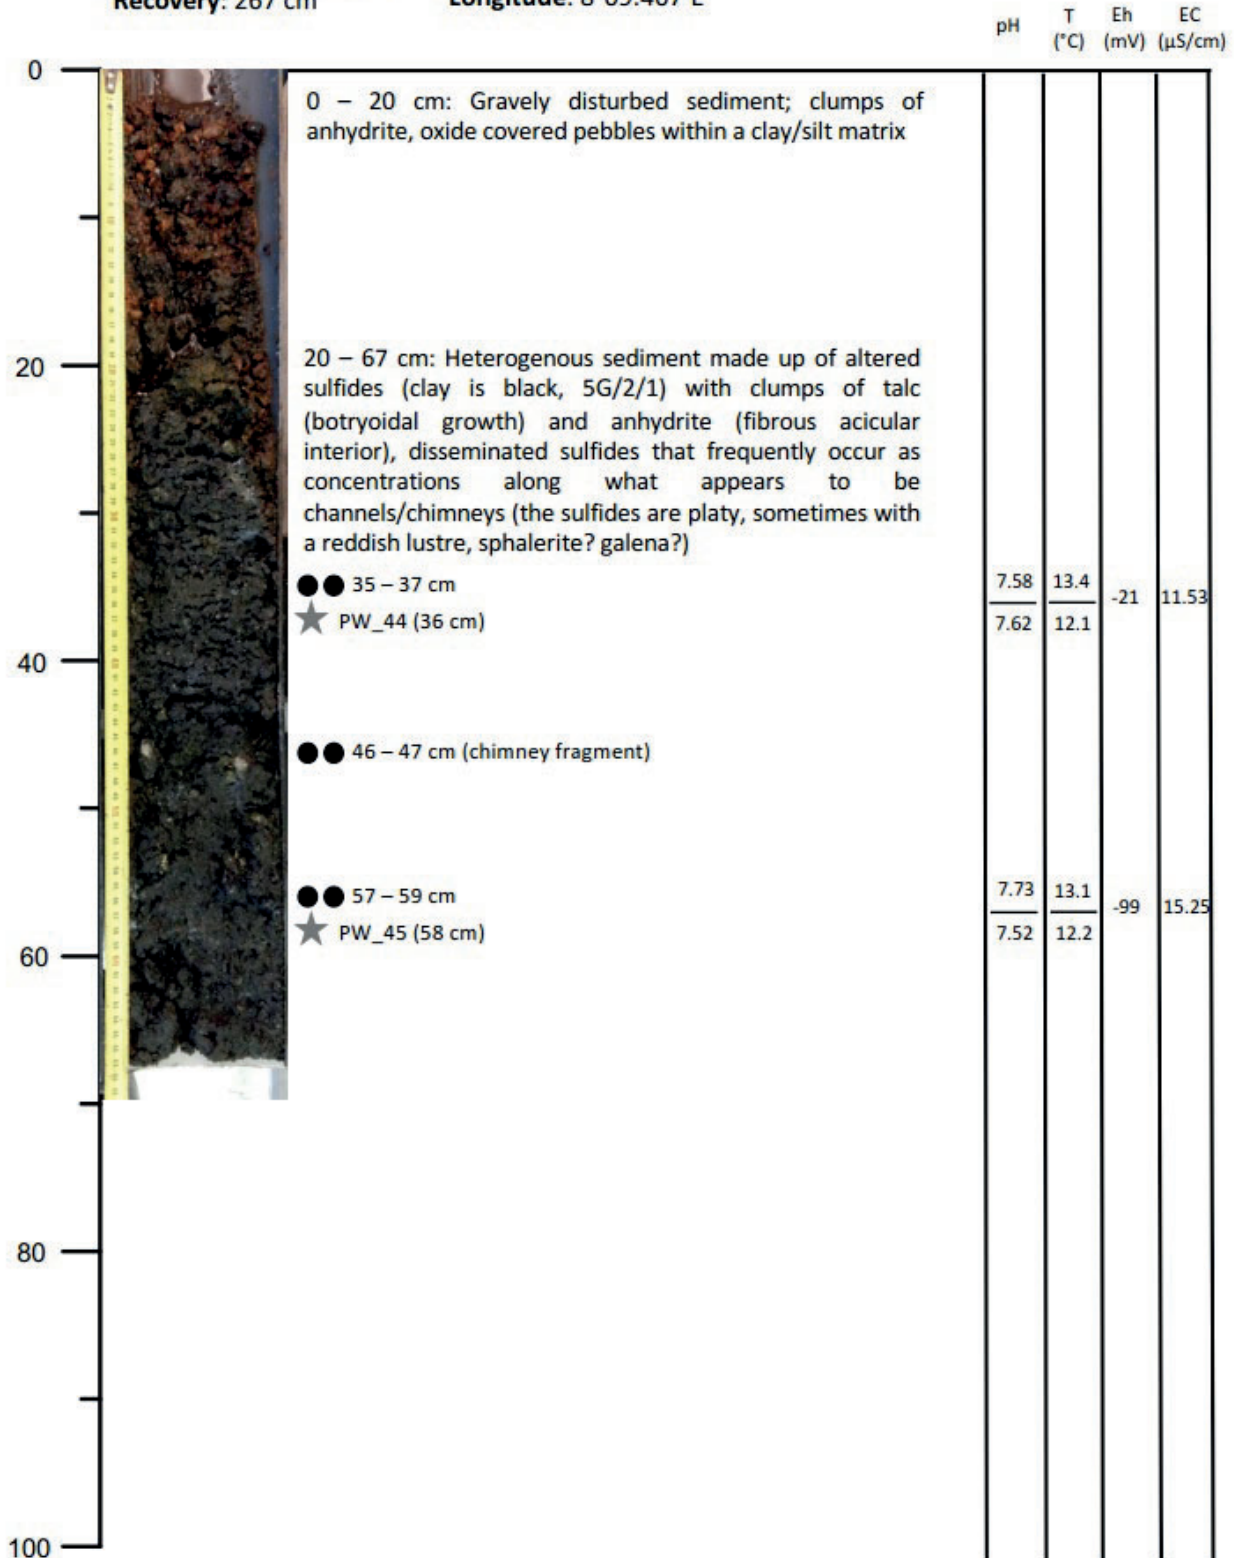 Recovery: 267 cm
pH T Eh EC
(°C) (mV) (µS/cm)
0
0 – 20 cm: Gravely disturbed sediment; clumps of
anhydrite, oxide covered pebbles within a clay/silt matrix
20
20 – 67 cm: Heterogenous sediment made up of altered
sulfides (clay is black, 5G/2/1) with clumps of talc
(botryoidal growth) and anhydrite (fibrous acicular
interior), disseminated sulfides that frequently occur as
concentrations along what appears to be
channels/chimneys (the sulfides are platy, sometimes with
a reddish lustre, sphalerite? galena?)
35 – 37 cm
7.58 13.4 -21 11.53
PW_44 (36 cm)
7.62 12.1
40
46 – 47 cm (chimney fragment)
57 – 59 cm
7.73 13.1 -99 15.25
PW_45 (58 cm)
7.52 12.2
60
80
100